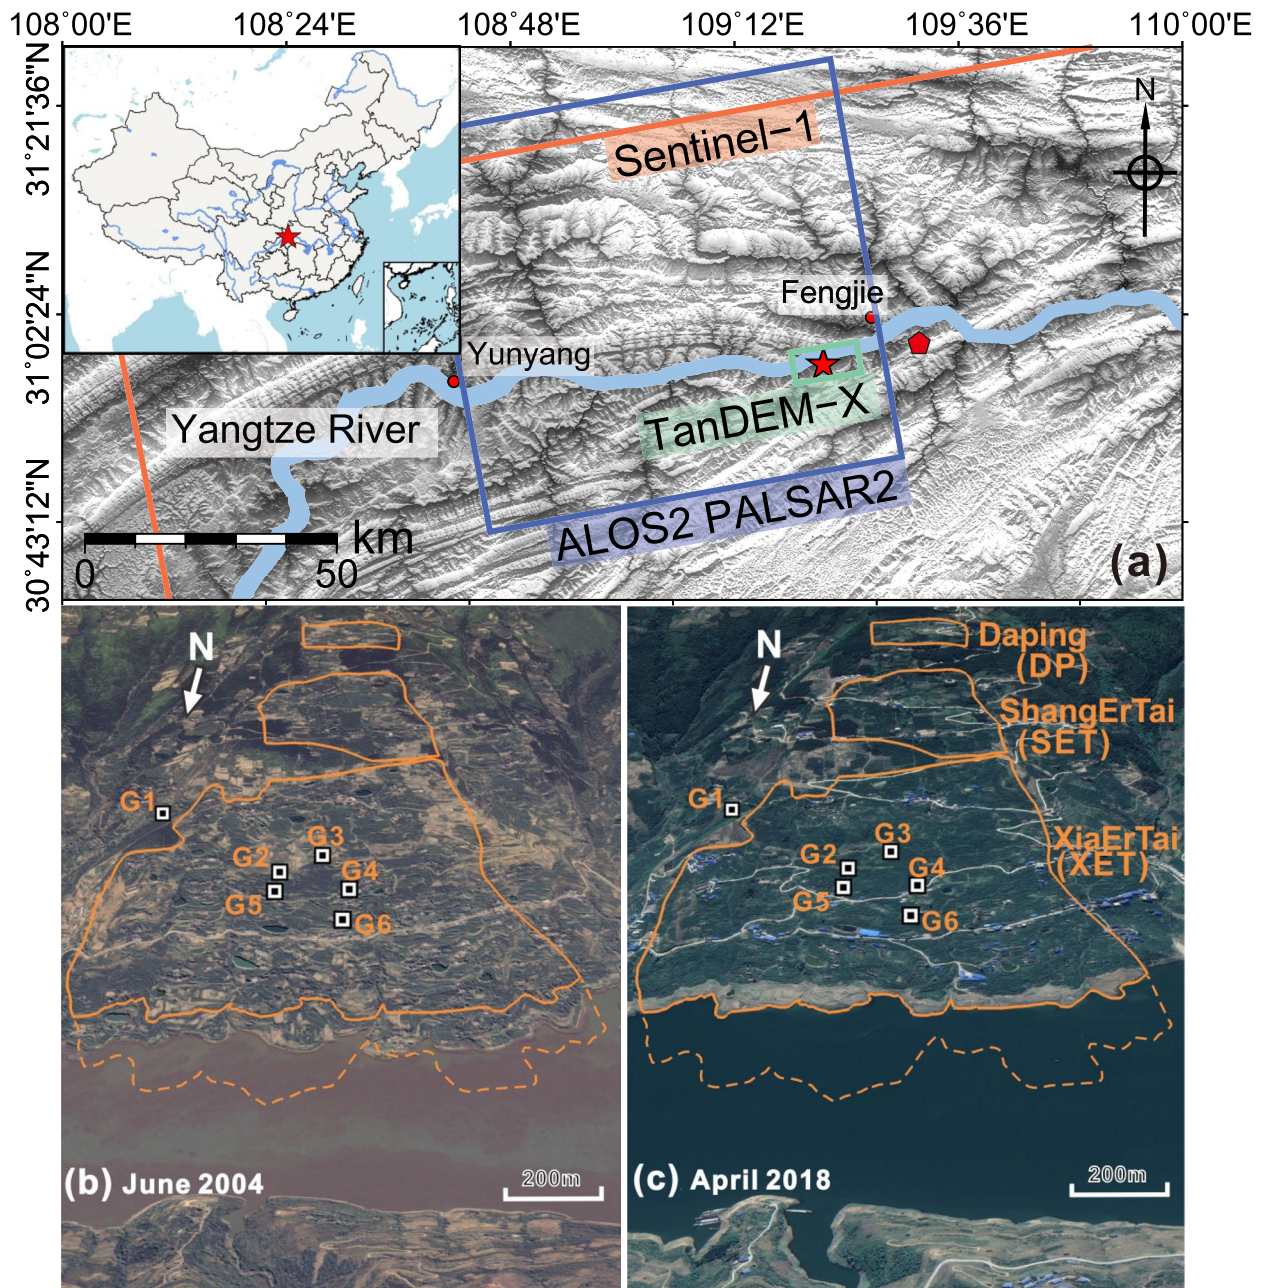 108°00'E 108°24'E 108°48'E 109°12'E 109°36'E 110°00'E
31°21'36"N
31°02'24"N
30°43'12"N
N
Sentinel−1
Fengjie
Yunyang
Yangtze River
TanDEM−X
ALOS2 PALSAR2
km
0 50
(a)
N
G1
G2
G3
G4
G5
G6
(b) June 2004
200m
N
Daping
(DP)
ShangErTai
(SET)
XiaErTai
(XET)
G1
G2
G3
G4
G5
G6
(c) April 2018
200m